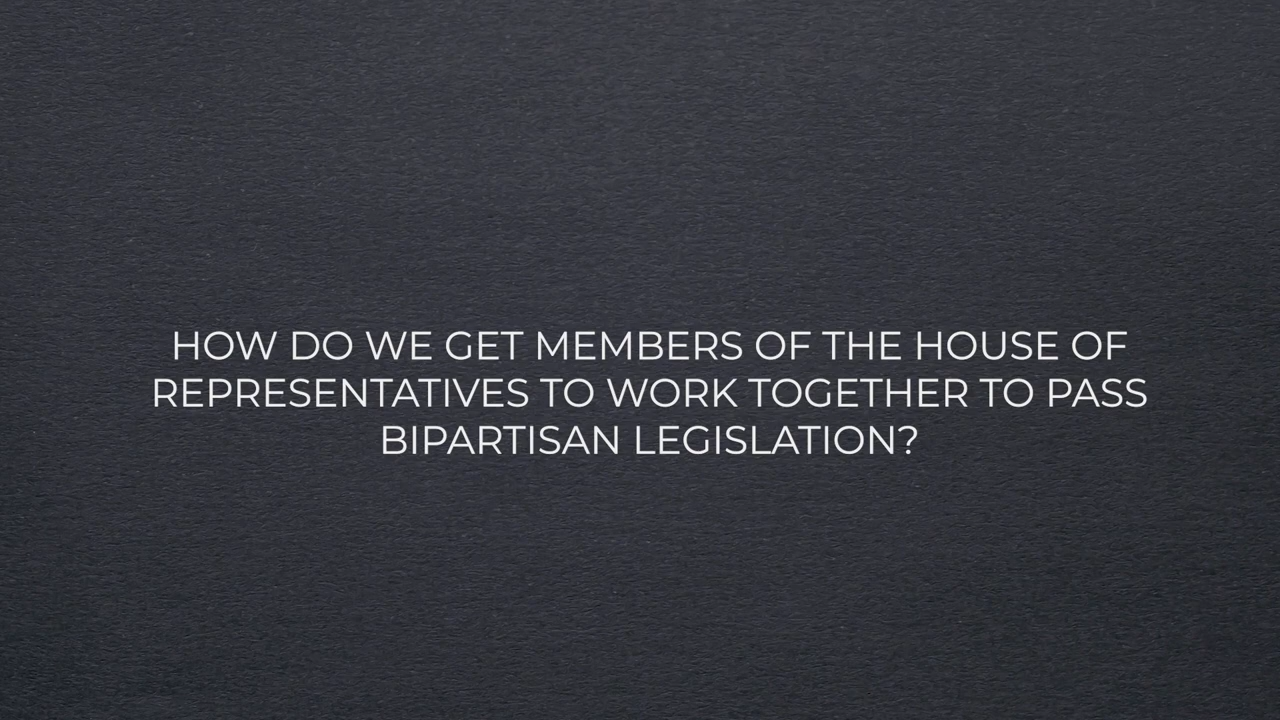 HOW DO WE GET MEMBERS OF THE HOUSE OF
REPRESENTATIVES TO WORK TOGETHER TO PASS
BIPARTISAN LEGISLATION?